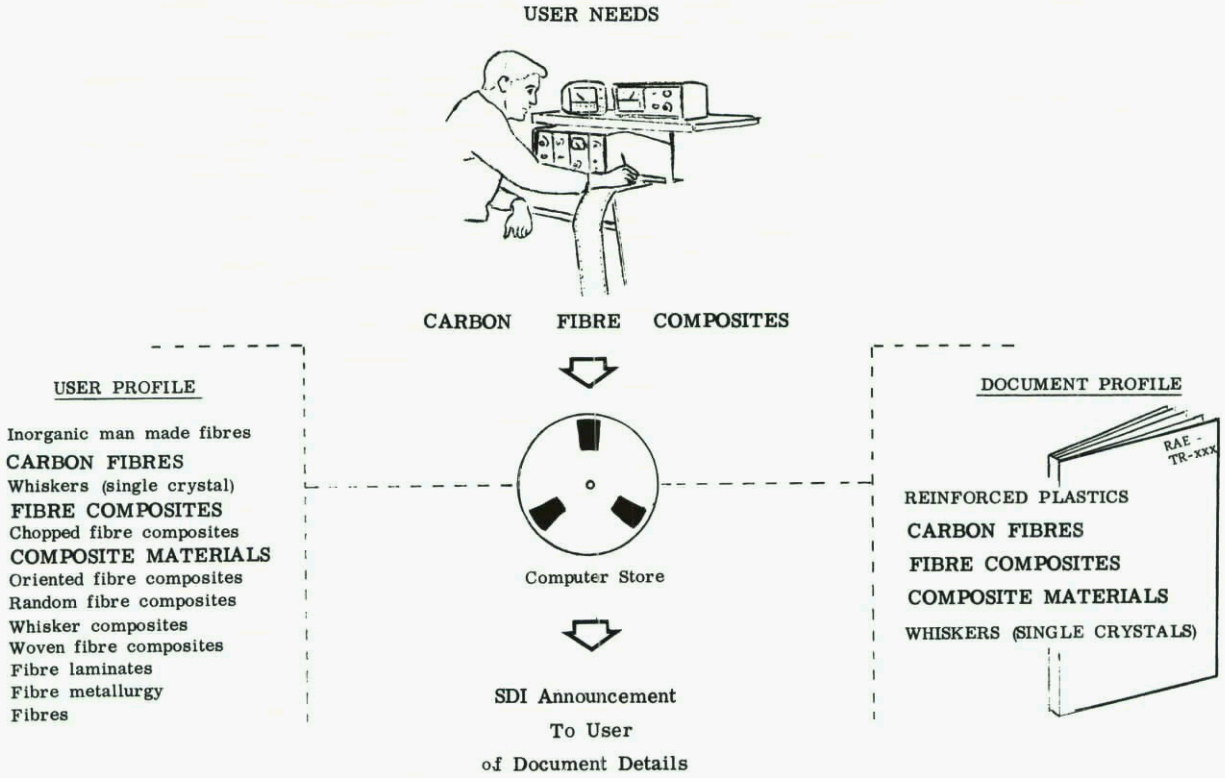 USER NEEDS
CARBON FIBRE COMPOSITES
USER PROFILE
Inorganic man made fibres
CARBON FIBRES
Whiskers (single crystal)
FIBRE COMPOSITES
Chopped fibre composites
COMPOSITE MATERIALS
Oriented fibre composites
Random fibre composites
Whisker composites
Woven fibre composites
Fibre laminates
Fibre metallurgy
Fibres
Computer Store
SDI Announcement
To User
of Document Details
DOCUMENT PROFILE
RAE -
TR-xxx
REINFORCED PLASTICS
CARBON FIBRES
FIBRE COMPOSITES
COMPOSITE MATERIALS
WHISKERS (SINGLE CRYSTALS)